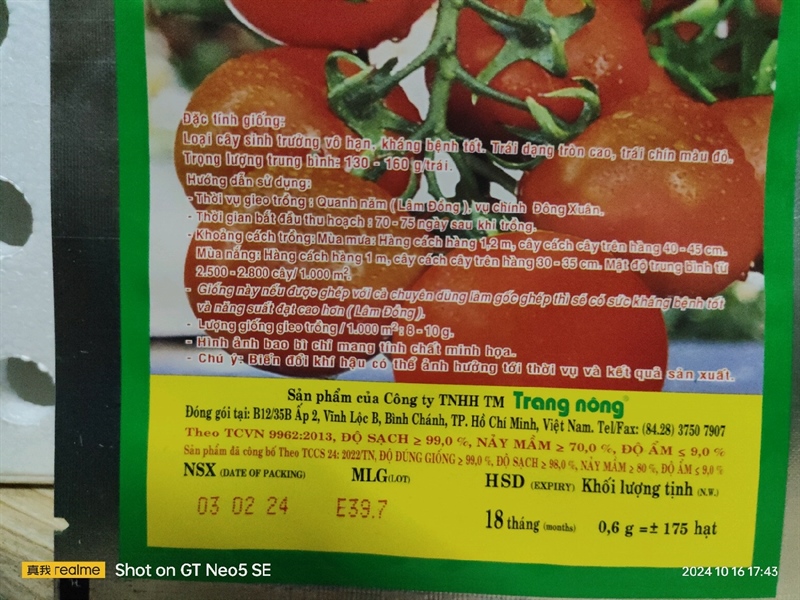 Đặc tính giống:
Loại cây sinh trưởng vô hạn, kháng bệnh tốt. Trái dạng tròn cao, trái chín màu đỏ.
Trọng lượng trung bình: 130 - 160 g/trái.
Hướng dẫn sử dụng:
- Thời vụ gieo trồng : Quanh năm ( Lâm Đồng ), vụ chính Đông Xuân.
- Thời gian bắt đầu thu hoạch : 70 - 75 ngày sau khi trồng.
- Khoảng cách trồng: Mùa mưa: Hàng cách hàng 1,2 m, cây cách cây trên hàng 40 - 45 cm.
Mùa nắng: Hàng cách hàng 1 m, cây cách cây trên hàng 30 - 35 cm. Mật độ trung bình từ
2.500 - 2.800 cây/ 1.000 m².
- Giống này nếu được ghép với cà chuyên dùng làm gốc ghép thì sẽ có sức kháng bệnh tốt
và năng suất đạt cao hơn ( Lâm Đồng ).
- Lượng giống gieo trồng / 1.000 m² : 8 - 10 g.
- Hình ảnh bao bì chỉ mang tính chất minh họa.
- Chú ý: Biến đổi khí hậu có thể ảnh hưởng tới thời vụ và kết quả sản xuất.
Sản phẩm của Công ty TNHH TM Trang nông®
Đóng gói tại: B12/35B Ấp 2, Vĩnh Lộc B, Bình Chánh, TP. Hồ Chí Minh, Việt Nam. Tel/Fax: (84.28) 3750 7907
Theo TCVN 9962:2013, ĐỘ SẠCH ≥ 99,0 %, NẢY MẦM ≥ 70,0 %, ĐỘ ẨM ≤ 9,0 %
Sản phẩm đã công bố Theo TCCS 24: 2022/TN, ĐỘ ĐÚNG GIỐNG ≥ 99,0 %, ĐỘ SẠCH ≥ 98,0 %, NẢY MẦM ≥ 80 %, ĐỘ ẨM ≤ 9,0 %
NSX (DATE OF PACKING) MLG(LOT) HSD (EXPIRY) Khối lượng tịnh (N.W.)
03 02 24 E39.7 18 tháng (months) 0,6 g =± 175 hạt
真我 realme Shot on GT Neo5 SE 2024 10 16 17:43